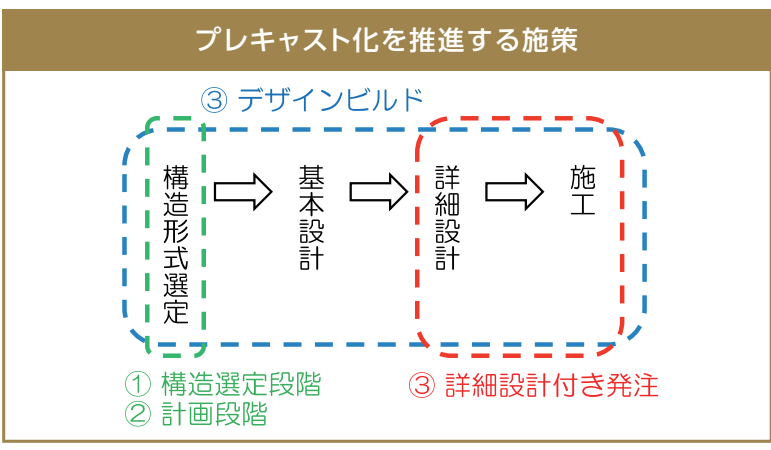 プレキャスト化を推進する施策
③ デザインビルド
構造形式選定
基本設計
詳細設計
施工
① 構造選定段階
② 計画段階
③ 詳細設計付き発注